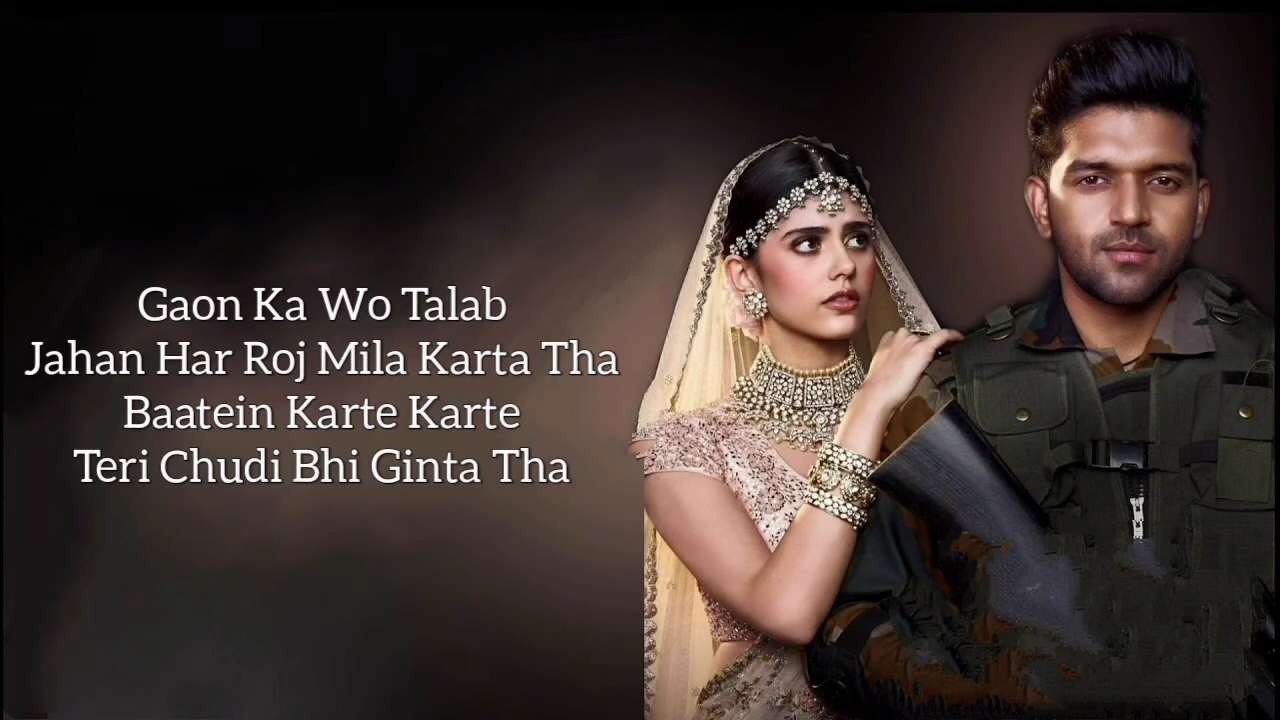 Gaon Ka Wo Talab
Jahan Har Roj Mila Karta Tha
Baatein Karte Karte
Teri Chudi Bhi Ginta Tha